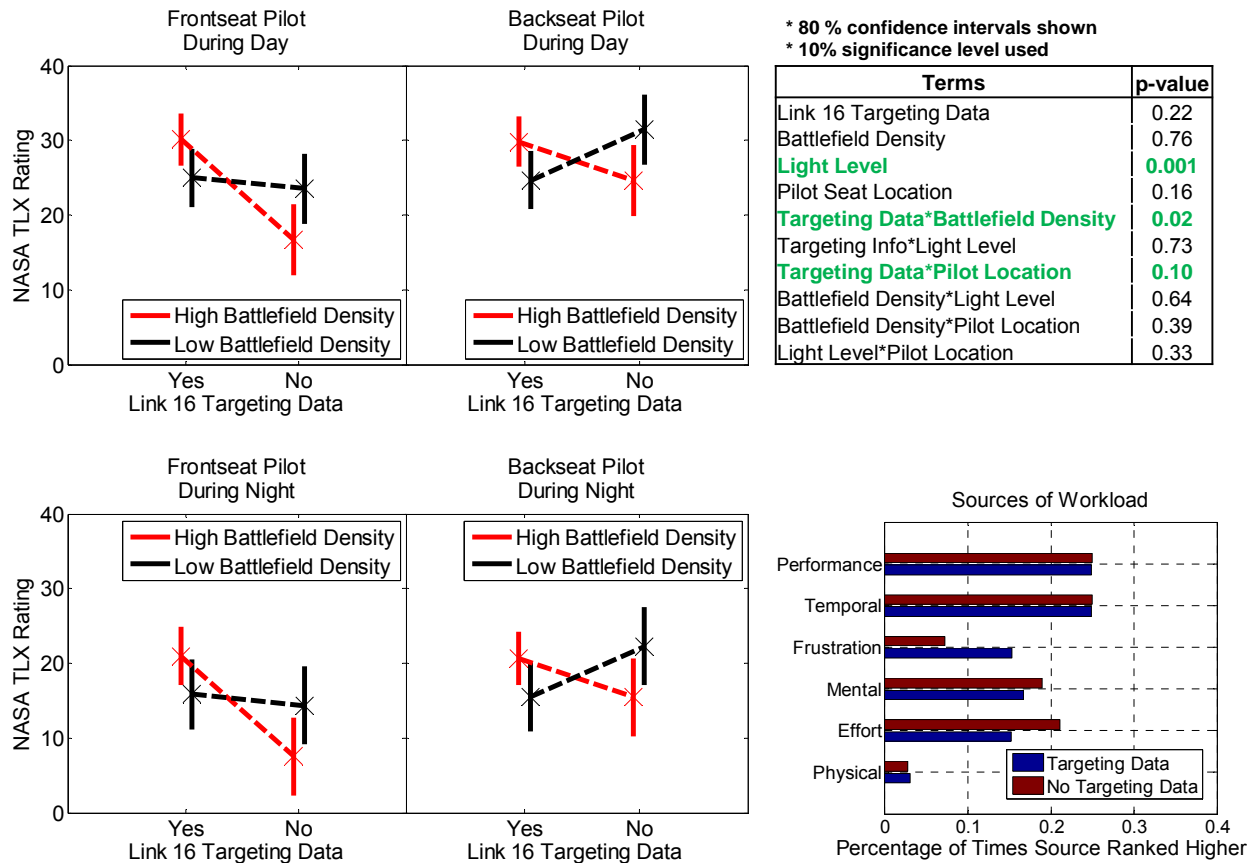 Frontseat Pilot
During Day
Backseat Pilot
During Day
40
30
20
10
0
NASA TLX Rating
High Battlefield Density
Low Battlefield Density
High Battlefield Density
Low Battlefield Density
Yes No
Link 16 Targeting Data
Yes No
Link 16 Targeting Data
* 80 % confidence intervals shown
* 10% significance level used
Terms p-value
Link 16 Targeting Data 0.22
Battlefield Density 0.76
Light Level 0.001
Pilot Seat Location 0.16
Targeting Data*Battlefield Density 0.02
Targeting Info*Light Level 0.73
Targeting Data*Pilot Location 0.10
Battlefield Density*Light Level 0.64
Battlefield Density*Pilot Location 0.39
Light Level*Pilot Location 0.33
Frontseat Pilot
During Night
Backseat Pilot
During Night
40
30
20
10
0
NASA TLX Rating
High Battlefield Density
Low Battlefield Density
High Battlefield Density
Low Battlefield Density
Yes No
Link 16 Targeting Data
Yes No
Link 16 Targeting Data
Sources of Workload
Performance
Temporal
Frustration
Mental
Effort
Physical
Targeting Data
No Targeting Data
0 0.1 0.2 0.3 0.4
Percentage of Times Source Ranked Higher